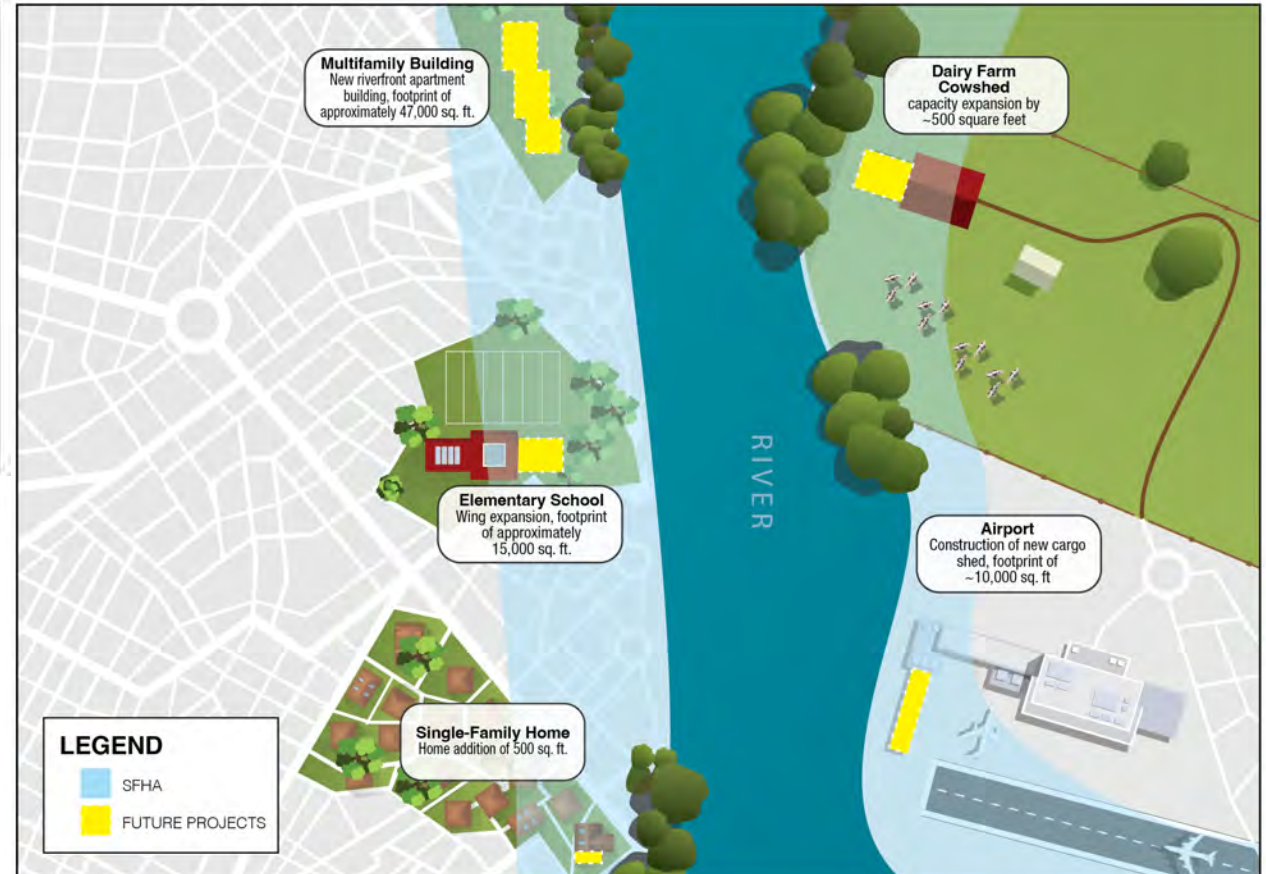 Multifamily Building
New riverfront apartment
building, footprint of
approximately 47,000 sq. ft.
Dairy Farm
Cowshed
capacity expansion by
~500 square feet
RIVER
Elementary School
Wing expansion, footprint
of approximately
15,000 sq. ft.
Airport
Construction of new cargo
shed, footprint of
~10,000 sq. ft
Single-Family Home
Home addition of 500 sq. ft.
LEGEND
SFHA
FUTURE PROJECTS